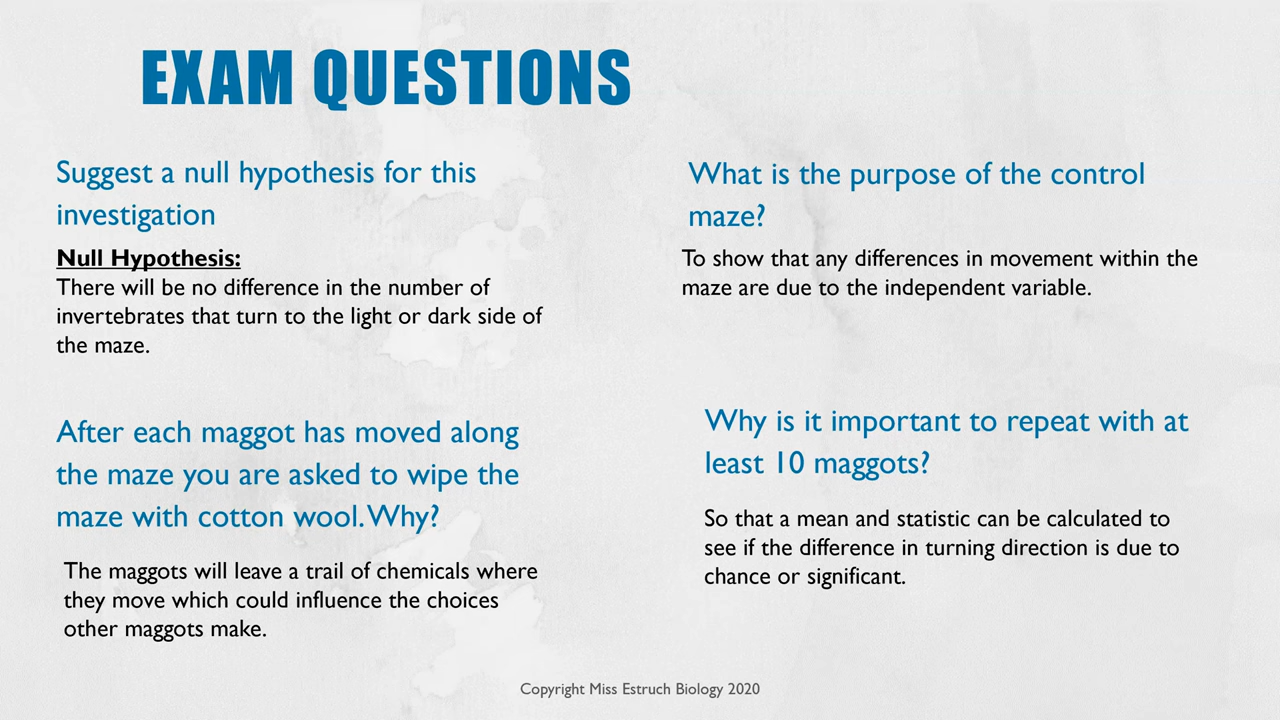 EXAM QUESTIONS
Suggest a null hypothesis for this
investigation
Null Hypothesis:
There will be no difference in the number of
invertebrates that turn to the light or dark side of
the maze.
After each maggot has moved along
the maze you are asked to wipe the
maze with cotton wool. Why?
The maggots will leave a trail of chemicals where
they move which could influence the choices
other maggots make.
What is the purpose of the control
maze?
To show that any differences in movement within the
maze are due to the independent variable.
Why is it important to repeat with at
least 10 maggots?
So that a mean and statistic can be calculated to
see if the difference in turning direction is due to
chance or significant.
Copyright Miss Estruch Biology 2020